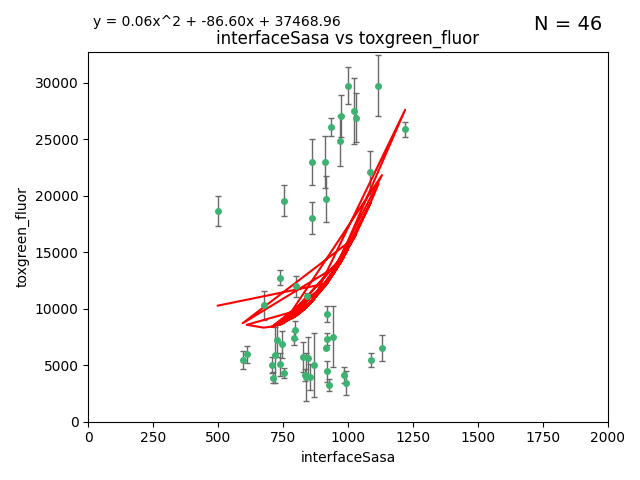 y = 0.06x^2 + -86.60x + 37468.96
N = 46
interfaceSasa vs toxgreen_fluor
toxgreen_fluor
30000
25000
20000
15000
10000
5000
0
0 250 500 750 1000 1250 1500 1750 2000
interfaceSasa